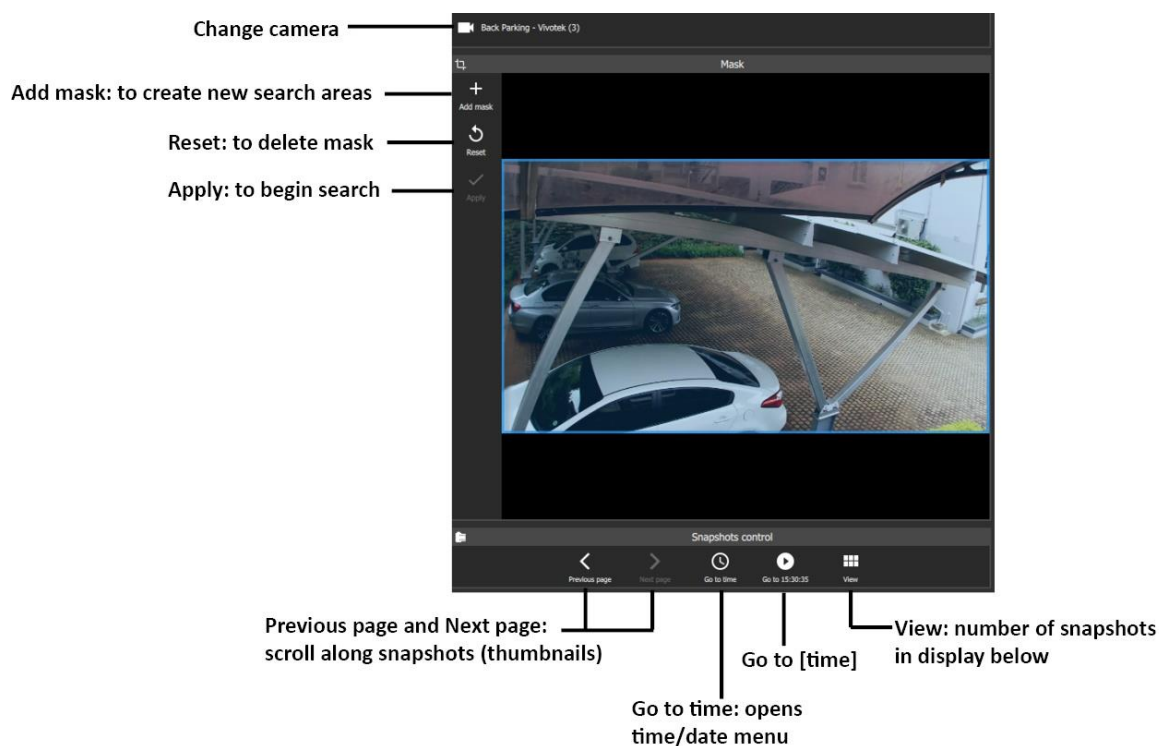 Change camera
Back Parking - Vivotek (3)
Mask
Add mask: to create new search areas
Add mask
Reset: to delete mask
Reset
Apply: to begin search
Apply
Snapshots control
Previous page
Next page
Go to time
Go to 15:30:35
View
Previous page and Next page:
scroll along snapshots (thumbnails)
Go to [time]
View: number of snapshots
in display below
Go to time: opens
time/date menu